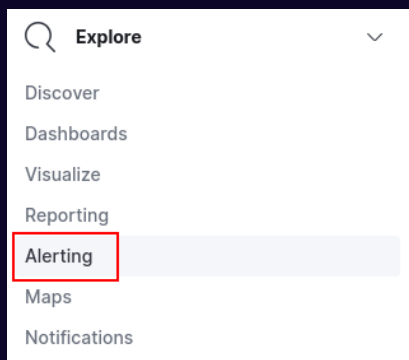 Explore
Discover
Dashboards
Visualize
Reporting
Alerting
Maps
Notifications